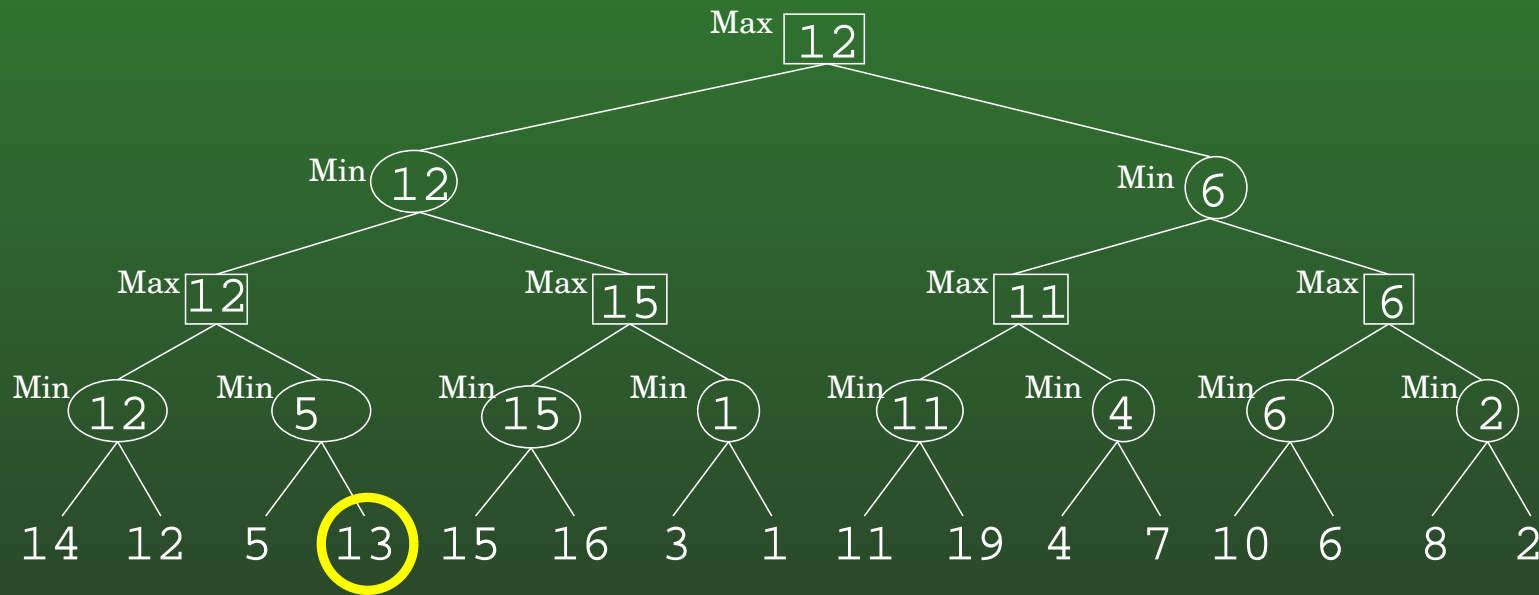 Max 12
Min 12 Min 6
Max 12 Max 15 Max 11 Max 6
Min 12 Min 5 Min 15 Min 1 Min 11 Min 4 Min 6 Min 2
14 12 5 13 15 16 3 1 11 19 4 7 10 6 8 2